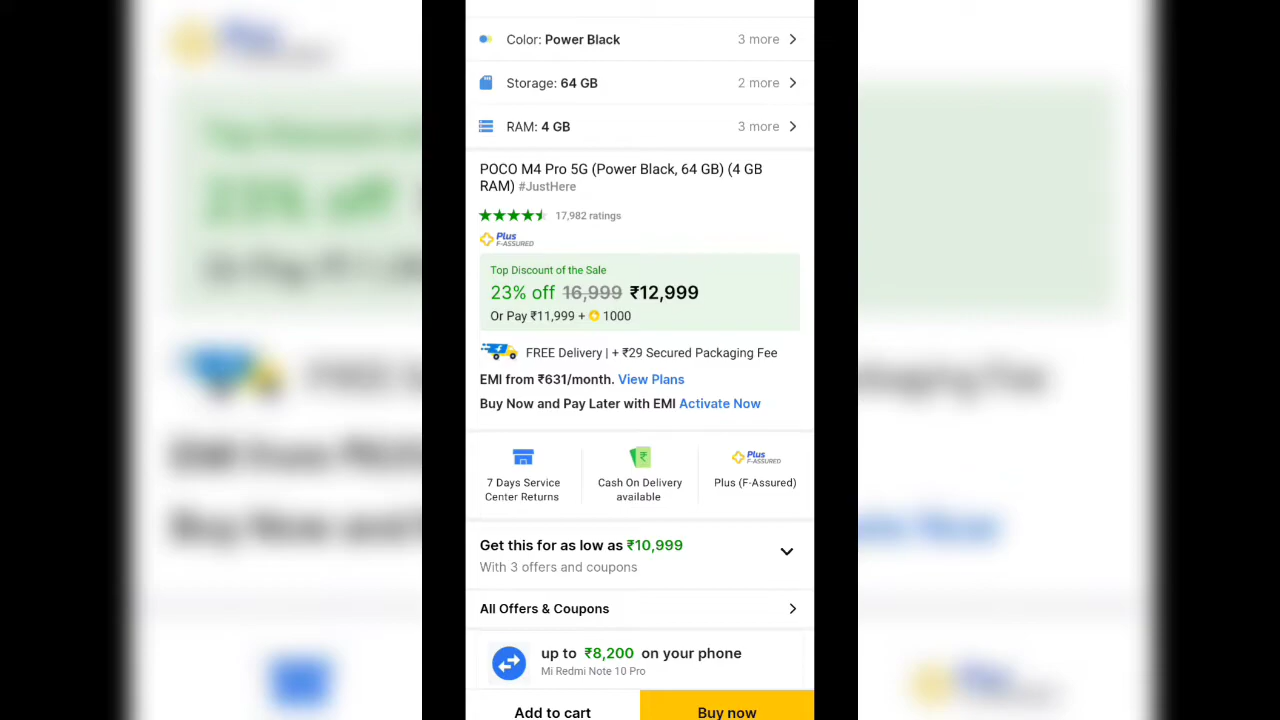 Color: Power Black 3 more
Storage: 64 GB 2 more
RAM: 4 GB 3 more
POCO M4 Pro 5G (Power Black, 64 GB) (4 GB
RAM) #JustHere
17,982 ratings
Plus
F-ASSURED
Top Discount of the Sale
23% off 16,999 ₹12,999
Or Pay ₹11,999 + 1000
FREE Delivery | + ₹29 Secured Packaging Fee
EMI from ₹631/month. View Plans
Buy Now and Pay Later with EMI Activate Now
7 Days Service
Center Returns
Cash On Delivery
available
Plus
F-ASSURED
Plus (F-Assured)
Get this for as low as ₹10,999
With 3 offers and coupons
All Offers & Coupons
up to ₹8,200 on your phone
Mi Redmi Note 10 Pro
Add to cart Buy now